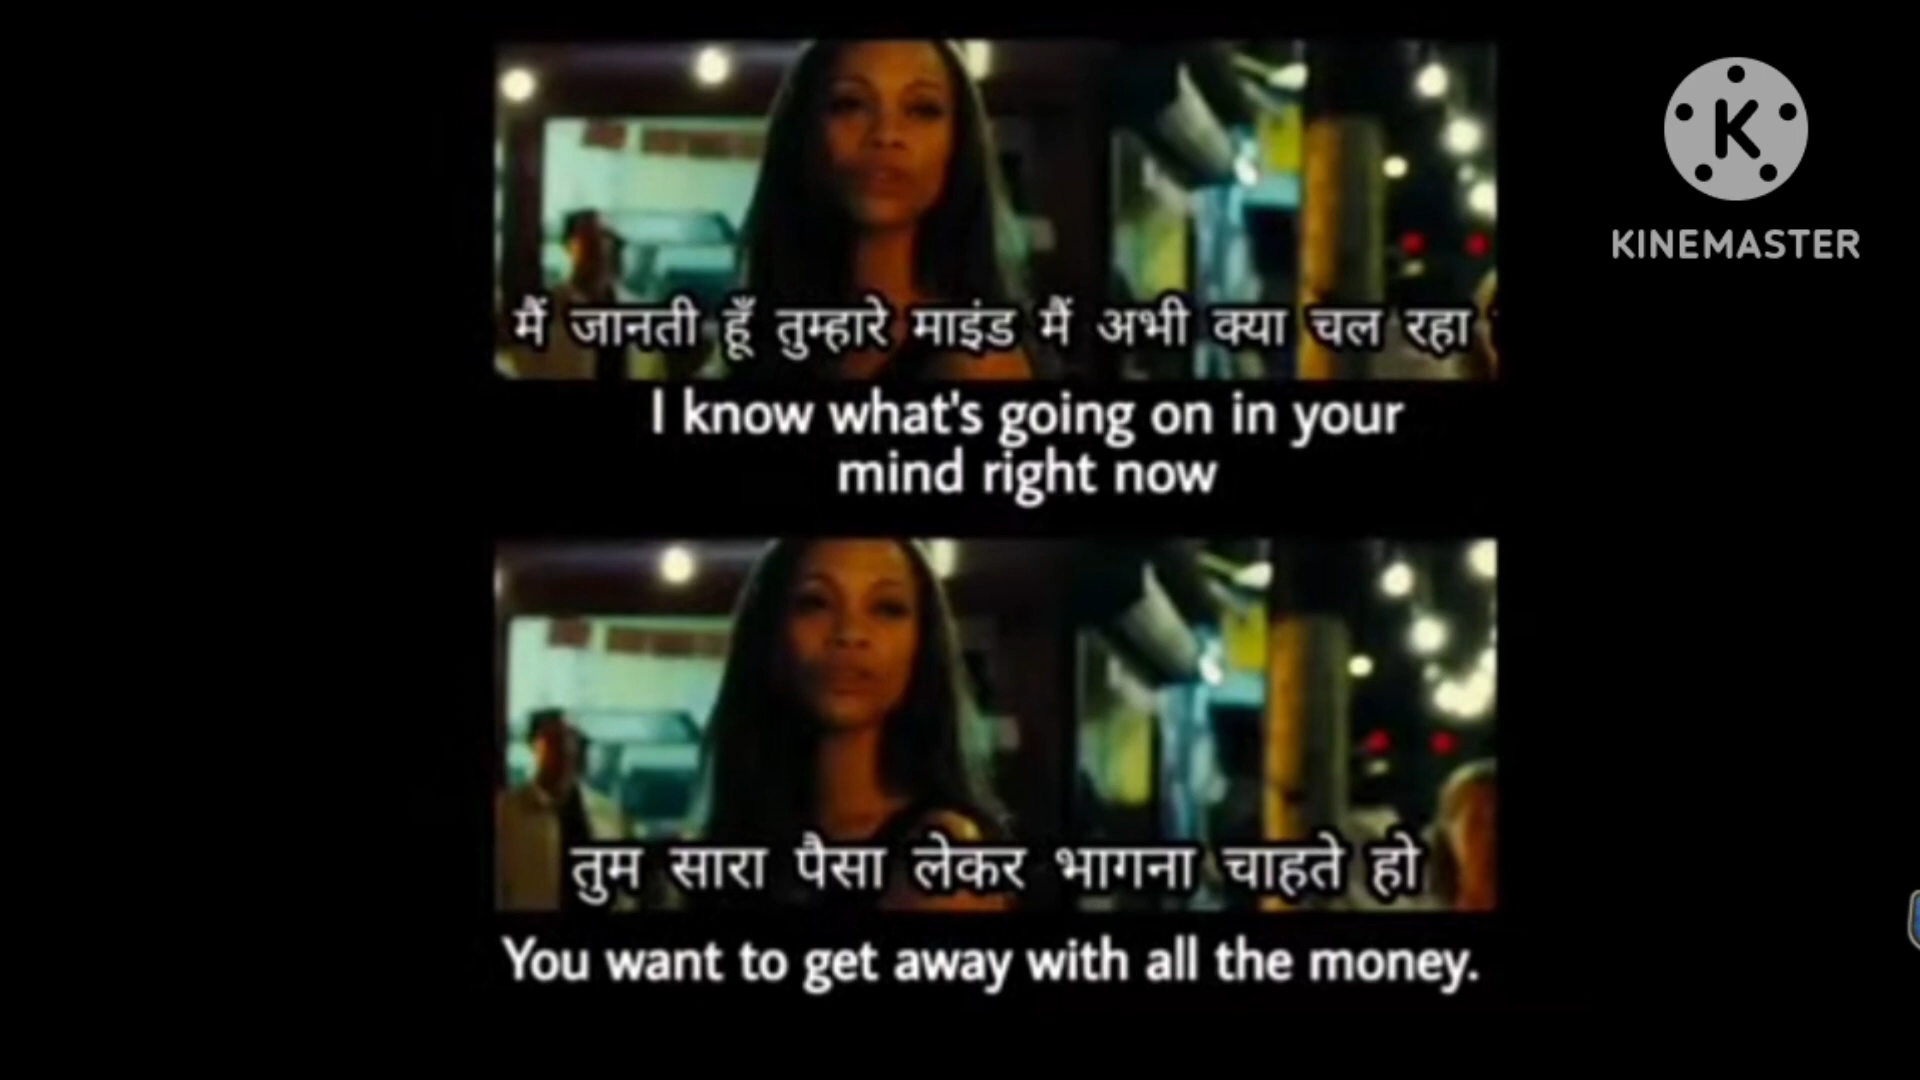 K
KINEMASTER
मैं जानती हूँ तुम्हारे माइंड मैं अभी क्या चल रहा
I know what's going on in your
mind right now
तुम सारा पैसा लेकर भागना चाहते हो
You want to get away with all the money.